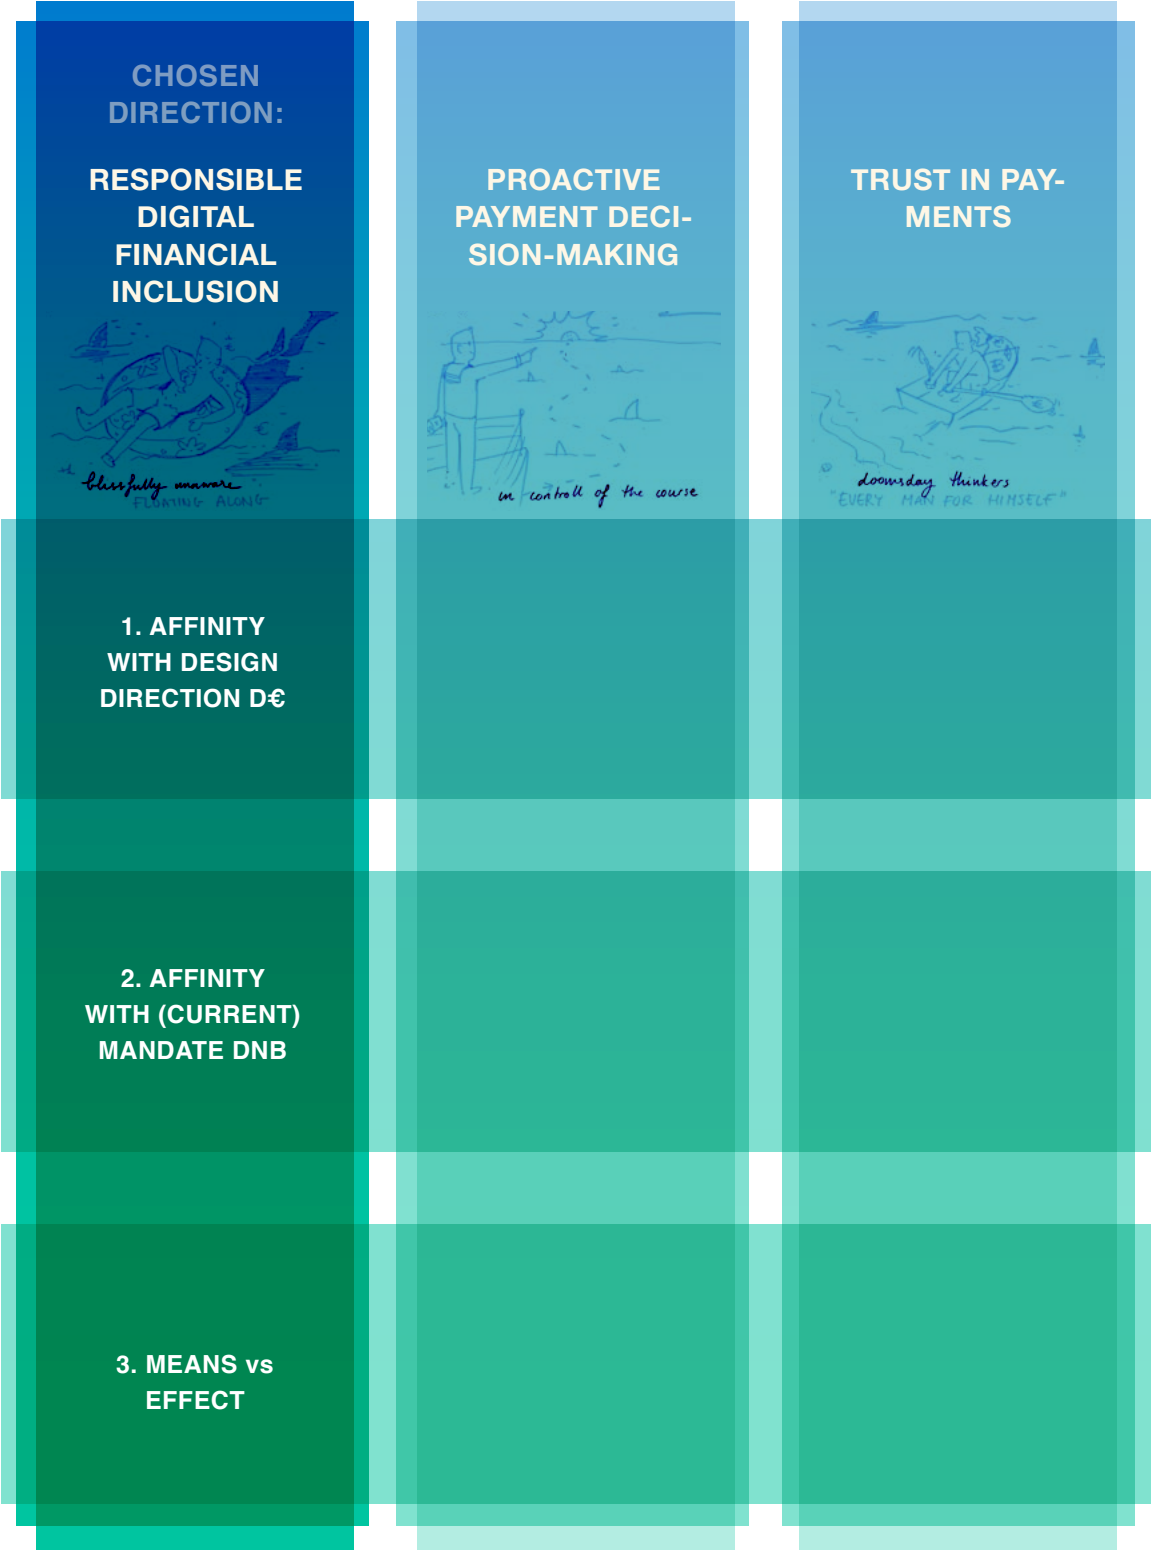 CHOSEN
DIRECTION:
RESPONSIBLE
DIGITAL
FINANCIAL
INCLUSION
blissfully unaware
FLOATING ALONG
PROACTIVE
PAYMENT DECI-
SION-MAKING
in controll of the course
TRUST IN PAY-
MENTS
doomsday thinkers
"EVERY MAN FOR HIMSELF"
1. AFFINITY
WITH DESIGN
DIRECTION D€
2. AFFINITY
WITH (CURRENT)
MANDATE DNB
3. MEANS vs
EFFECT